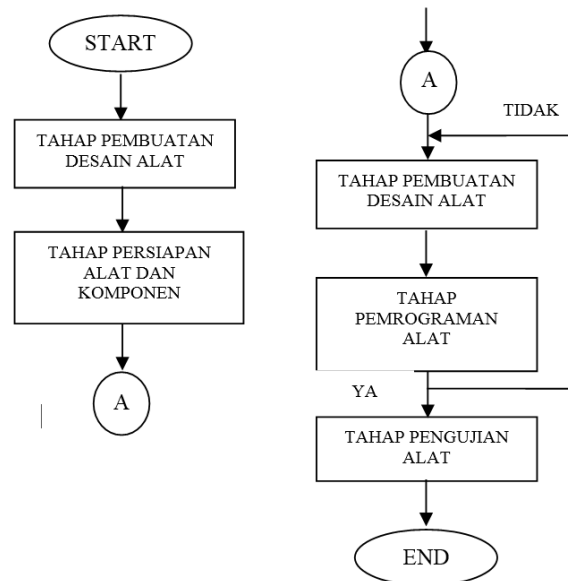 START
TAHAP PEMBUATAN
DESAIN ALAT
TAHAP PERSIAPAN
ALAT DAN
KOMPONEN
A
A
TIDAK
TAHAP PEMBUATAN
DESAIN ALAT
TAHAP
PEMROGRAMAN
ALAT
YA
TAHAP PENGUJIAN
ALAT
END